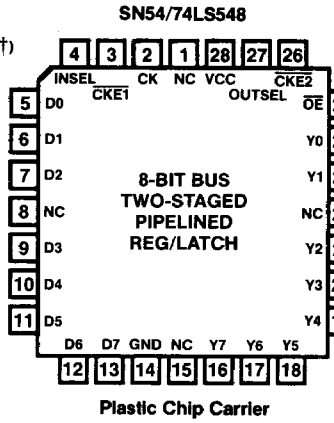 SN54/74LS548
†)
4 3 2 1 28 27 26
INSEL CK NC VCC CKE2
CKE1 OUTSEL
5 D0 OE
6 D1 Y0
7 D2 Y1
8 NC NC
9 D3 Y2
10 D4 Y3
11 D5 Y4
8-BIT BUS
TWO-STAGED
PIPELINED
REG/LATCH
D6 D7 GND NC Y7 Y6 Y5
12 13 14 15 16 17 18
Plastic Chip Carrier